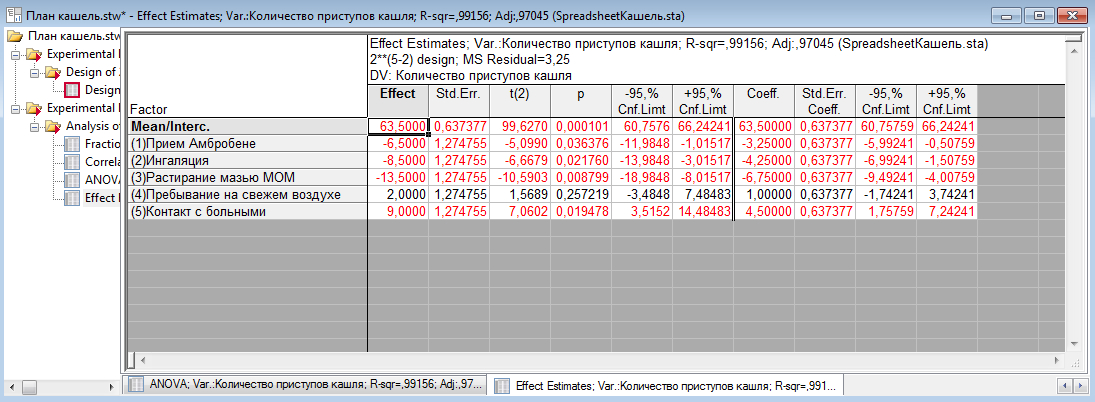 План кашель.stw* - Effect Estimates; Var.:Количество приступов кашля; R-sqr=,99156; Adj:,97045 (SpreadsheetКашель.sta)
План кашель.stw
Experimental
Design of
Design
Experimental
Analysis of
Fraction
Correla
ANOVA
Effect
Effect Estimates; Var.:Количество приступов кашля; R-sqr=,99156; Adj:,97045 (SpreadsheetКашель.sta)
2**(5-2) design; MS Residual=3,25
DV: Количество приступов кашля
Factor Effect Std.Err. t(2) p -95,% Cnf.Limt +95,% Cnf.Limt Coeff. Std.Err. Coeff. -95,% Cnf.Limt +95,% Cnf.Limt
Mean/Interc. 63,5000 0,637377 99,6270 0,000101 60,7576 66,24241 63,50000 0,637377 60,75759 66,24241
(1)Прием Амбробене -6,5000 1,274755 -5,0990 0,036376 -11,9848 -1,01517 -3,25000 0,637377 -5,99241 -0,50759
(2)Ингаляция -8,5000 1,274755 -6,6679 0,021760 -13,9848 -3,01517 -4,25000 0,637377 -6,99241 -1,50759
(3)Растирание мазью МОМ -13,5000 1,274755 -10,5903 0,008799 -18,9848 -8,01517 -6,75000 0,637377 -9,49241 -4,00759
(4)Пребывание на свежем воздухе 2,0000 1,274755 1,5689 0,257219 -3,4848 7,48483 1,00000 0,637377 -1,74241 3,74241
(5)Контакт с больными 9,0000 1,274755 7,0602 0,019478 3,5152 14,48483 4,50000 0,637377 1,75759 7,24241
ANOVA; Var.:Количество приступов кашля; R-sqr=,99156; Adj:,97...
Effect Estimates; Var.:Количество приступов кашля; R-sqr=,991...